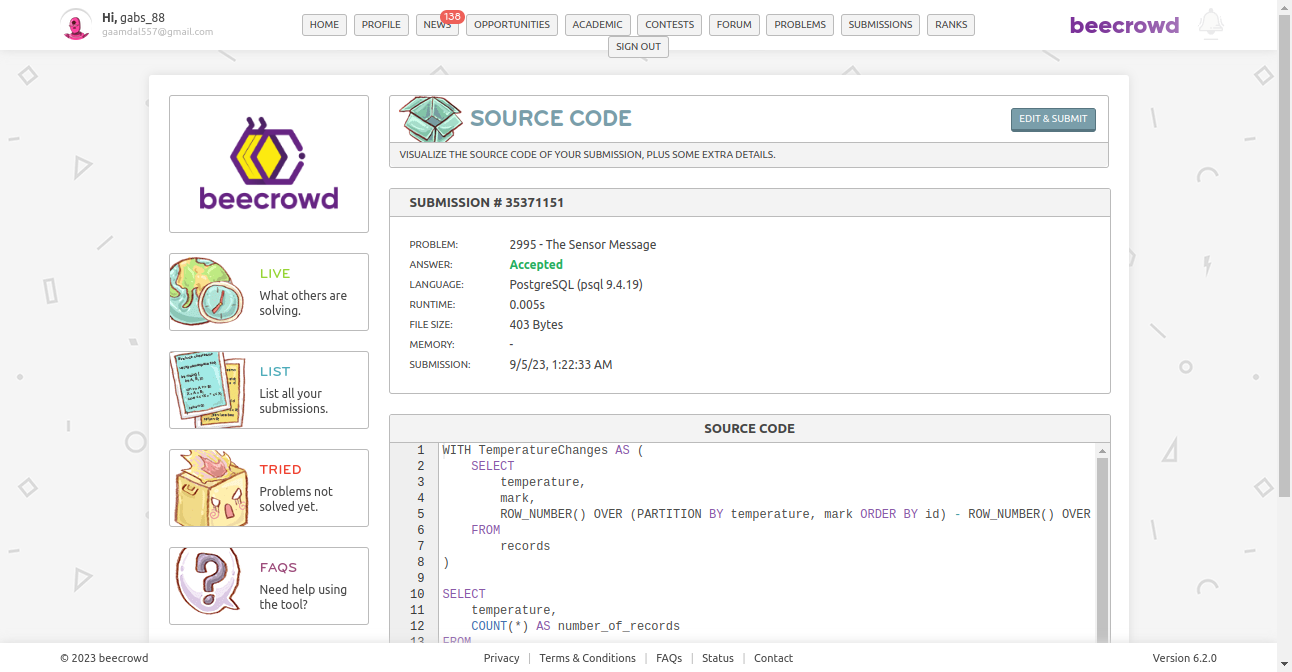 Hi, gabs_88
gaamdal557@gmail.com
HOME
PROFILE
NEWS
138
OPPORTUNITIES
ACADEMIC
CONTESTS
FORUM
PROBLEMS
SUBMISSIONS
RANKS
SIGN OUT
beecrowd
beecrowd
LIVE
What others are
solving.
LIST
List all your
submissions.
TRIED
Problems not
solved yet.
FAQS
Need help using
the tool?
SOURCE CODE
EDIT & SUBMIT
VISUALIZE THE SOURCE CODE OF YOUR SUBMISSION, PLUS SOME EXTRA DETAILS.
SUBMISSION # 35371151
PROBLEM: 2995 - The Sensor Message
ANSWER: Accepted
LANGUAGE: PostgreSQL (psql 9.4.19)
RUNTIME: 0.005s
FILE SIZE: 403 Bytes
MEMORY: -
SUBMISSION: 9/5/23, 1:22:33 AM
SOURCE CODE
1 WITH TemperatureChanges AS (
2 SELECT
3 temperature,
4 mark,
5 ROW_NUMBER() OVER (PARTITION BY temperature, mark ORDER BY id) - ROW_NUMBER() OVER
6 FROM
7 records
8 )
9
10 SELECT
11 temperature,
12 COUNT(*) AS number_of_records
13 FROM
© 2023 beecrowd
Privacy | Terms & Conditions | FAQs | Status | Contact
Version 6.2.0